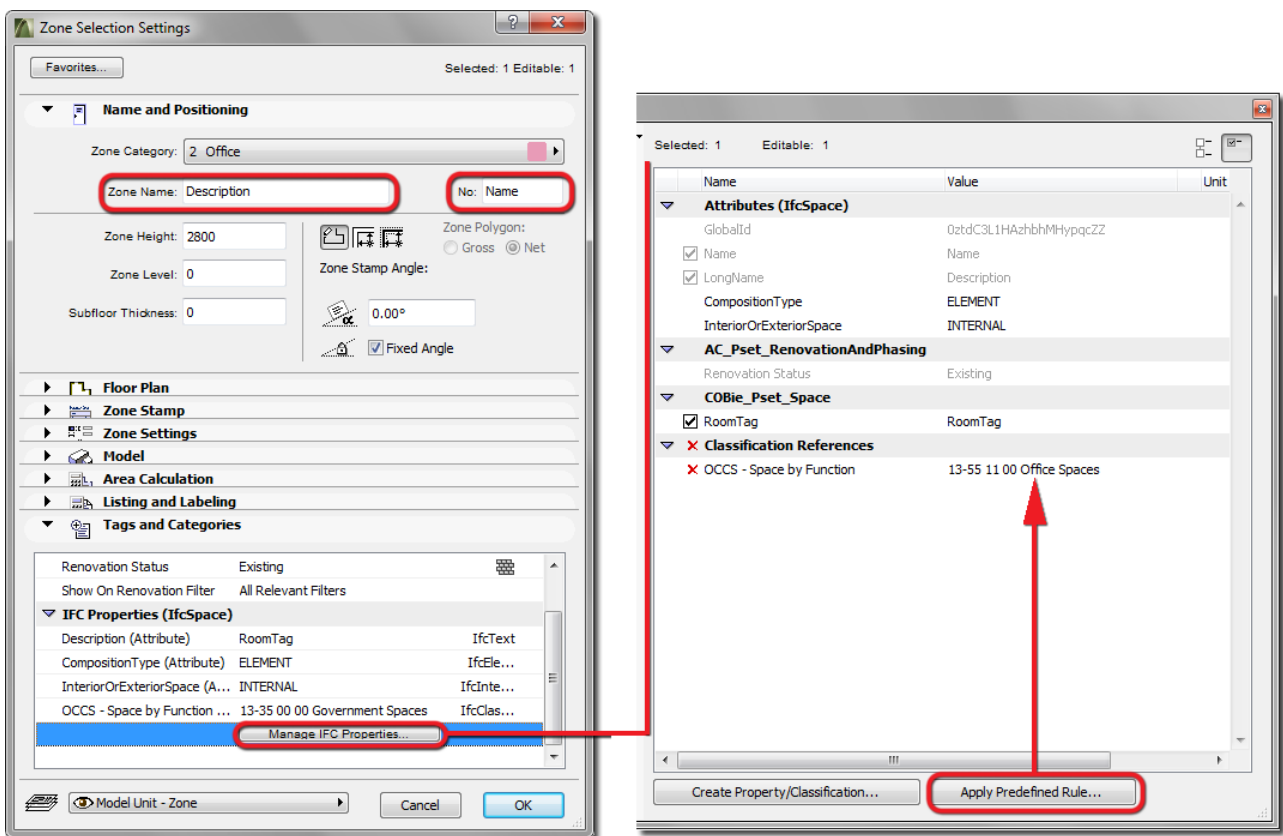 Zone Selection Settings
Favorites...
Selected: 1 Editable: 1
Name and Positioning
Zone Category: 2 Office
Zone Name: Description No: Name
Zone Height: 2800
Zone Polygon:
Gross Net
Zone Level: 0
Zone Stamp Angle:
Subfloor Thickness: 0
α 0.00°
Fixed Angle
Floor Plan
Zone Stamp
Zone Settings
Model
Area Calculation
Listing and Labeling
Tags and Categories
Renovation Status Existing
Show On Renovation Filter All Relevant Filters
IFC Properties (IfcSpace)
Description (Attribute) RoomTag IfcText
CompositionType (Attribute) ELEMENT IfcEle...
InteriorOrExteriorSpace (A... INTERNAL IfcInte...
OCCS - Space by Function ... 13-35 00 00 Government Spaces IfcClas...
Manage IFC Properties...
Model Unit - Zone
Cancel OK
Selected: 1 Editable: 1
Name Value Unit
Attributes (IfcSpace)
GlobalId 0ztdC3L1HAzhbhMHypqcZZ
Name Name
LongName Description
CompositionType ELEMENT
InteriorOrExteriorSpace INTERNAL
AC_Pset_RenovationAndPhasing
Renovation Status Existing
COBie_Pset_Space
RoomTag RoomTag
Classification References
OCCS - Space by Function 13-55 11 00 Office Spaces
Create Property/Classification... Apply Predefined Rule...